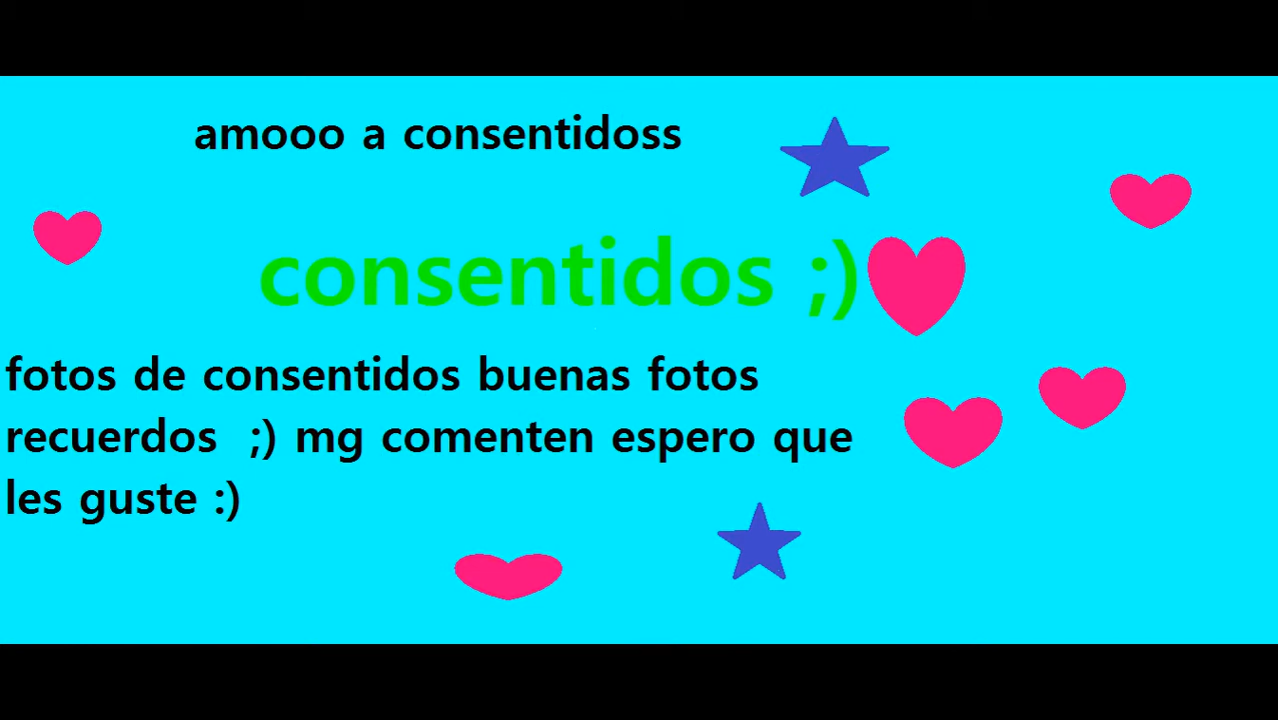 amooo a consentidoss
consentidos ;)
fotos de consentidos buenas fotos
recuerdos  ;) mg comenten espero que
les guste :)